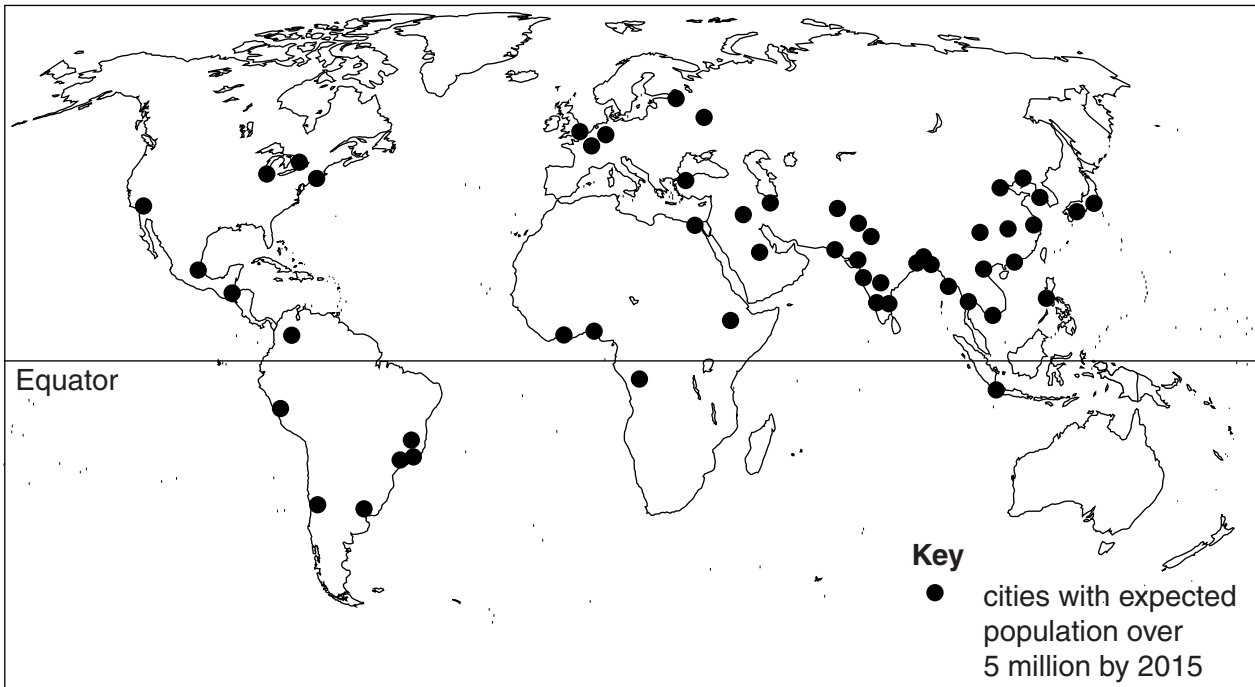 Equator
Key
cities with expected
population over
5 million by 2015